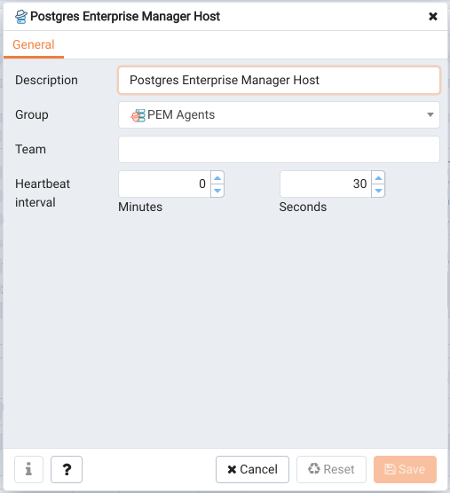 Postgres Enterprise Manager Host
General
Description Postgres Enterprise Manager Host
Group PEM Agents
Team
Heartbeat interval 0 30
Minutes Seconds
i ? Cancel Reset Save